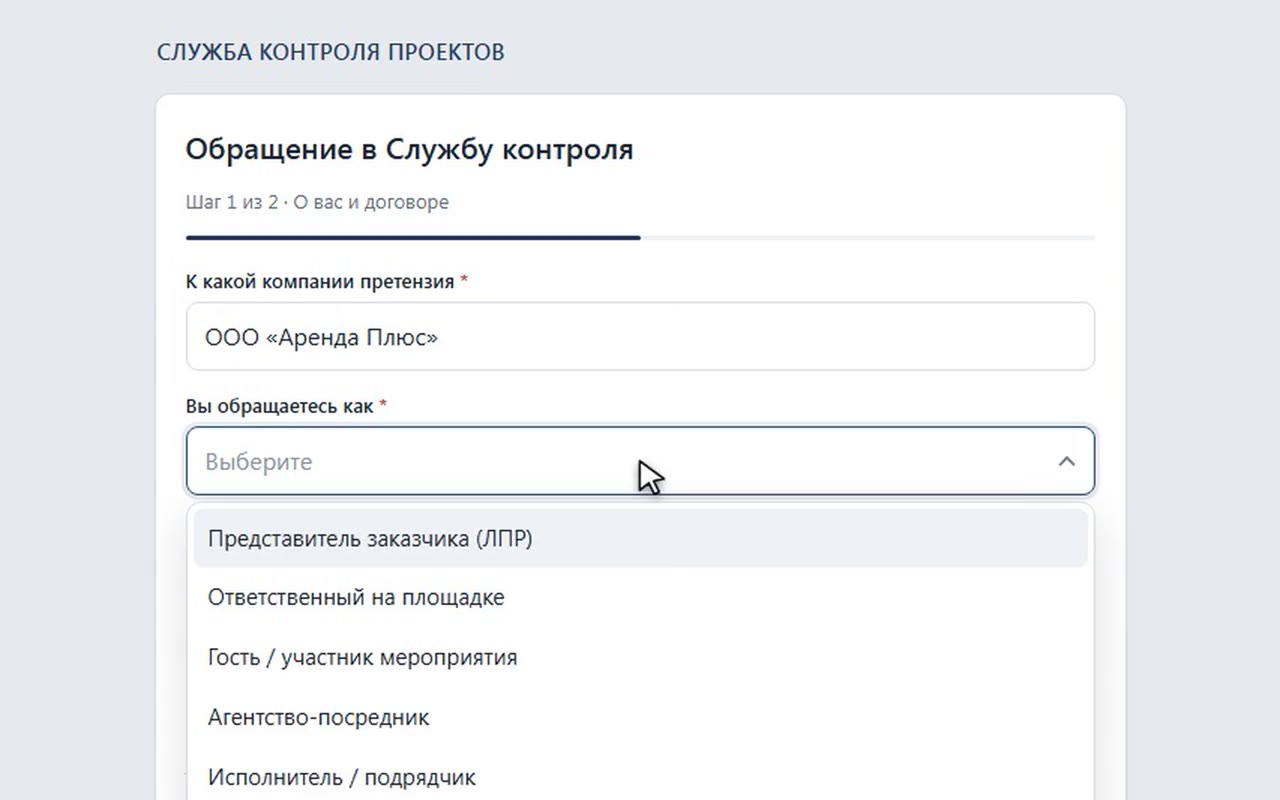 СЛУЖБА КОНТРОЛЯ ПРОЕКТОВ
Обращение в Службу контроля
Шаг 1 из 2 · О вас и договоре
К какой компании претензия *
ООО «Аренда Плюс»
Вы обращаетесь как *
Выберите
Представитель заказчика (ЛПР)
Ответственный на площадке
Гость / участник мероприятия
Агентство-посредник
Исполнитель / подрядчик